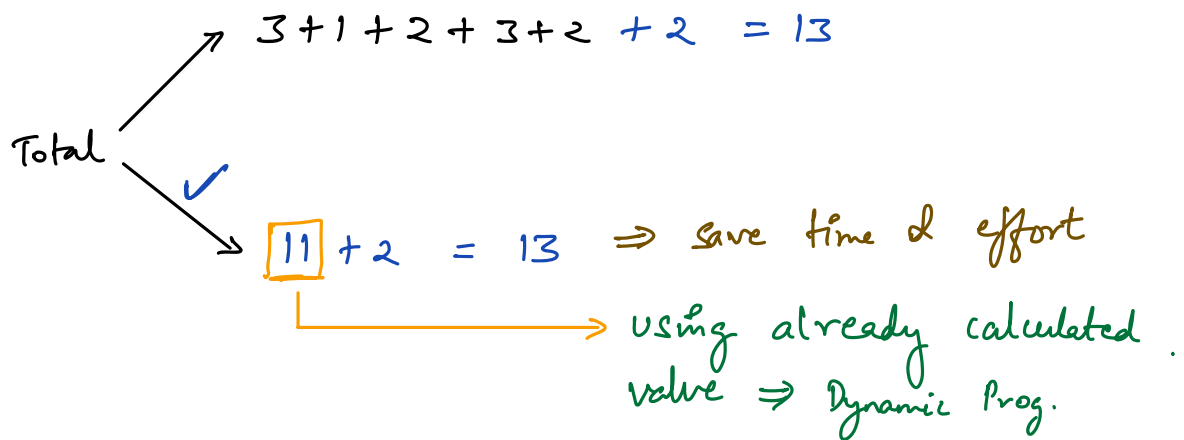 3+1+2+3+2 +2 = 13
Total
✓
11 + 2 = 13 ⇒ save time & effort
using already calculated.
value ⇒ Dynamic Prog.